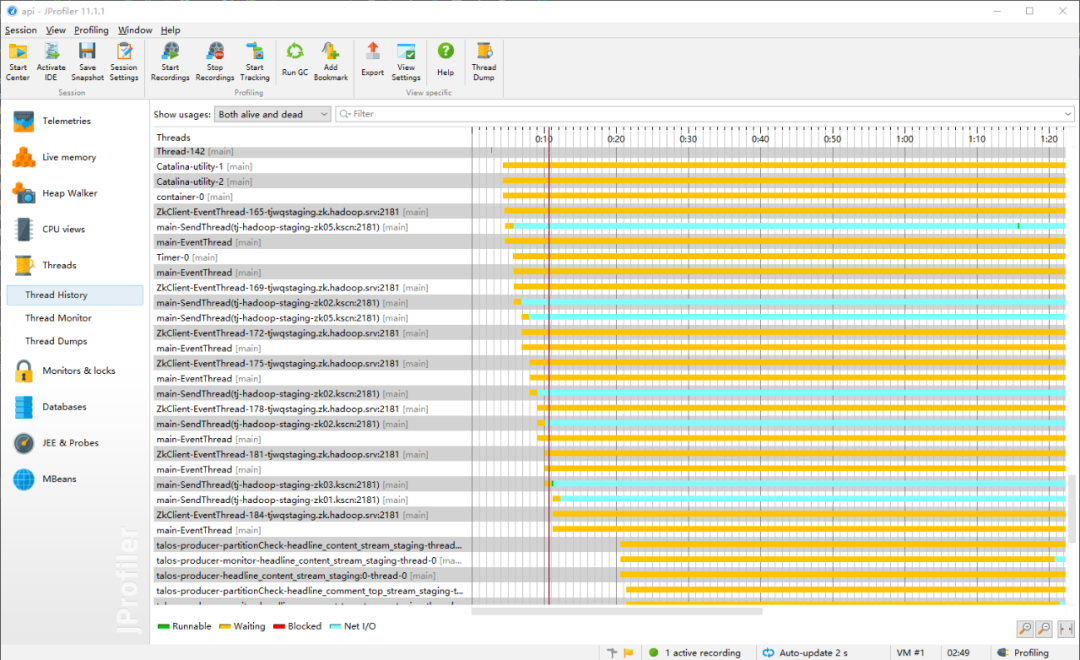 api - JProfiler 11.1.1
Session View Profiling Window Help
Start Center
Activate IDE
Save Snapshot
Session Settings
Start Recordings
Stop Recordings
Start Tracking
Run GC
Add Bookmark
Export
View Settings
Help
Thread Dump
Session
Profiling
View specific
Telemetries
Live memory
Heap Walker
CPU views
Threads
Thread History
Thread Monitor
Thread Dumps
Monitors & locks
Databases
JEE & Probes
MBeans
JProfiler
Show usages: Both alive and dead Filter
Threads 0:10 0:20 0:30 0:40 0:50 1:00 1:10 1:20
Thread-142 [main]
Catalina-utility-1 [main]
Catalina-utility-2 [main]
container-0 [main]
ZkClient-EventThread-165-tjwqstaging.zk.hadoop.srv:2181 [main]
main-SendThread(tj-hadoop-staging-zk05.kscn:2181) [main]
main-EventThread [main]
Timer-0 [main]
main-EventThread [main]
ZkClient-EventThread-169-tjwqstaging.zk.hadoop.srv:2181 [main]
main-SendThread(tj-hadoop-staging-zk02.kscn:2181) [main]
main-SendThread(tj-hadoop-staging-zk05.kscn:2181) [main]
ZkClient-EventThread-172-tjwqstaging.zk.hadoop.srv:2181 [main]
main-EventThread [main]
ZkClient-EventThread-175-tjwqstaging.zk.hadoop.srv:2181 [main]
main-EventThread [main]
main-SendThread(tj-hadoop-staging-zk02.kscn:2181) [main]
ZkClient-EventThread-178-tjwqstaging.zk.hadoop.srv:2181 [main]
main-SendThread(tj-hadoop-staging-zk02.kscn:2181) [main]
main-EventThread [main]
ZkClient-EventThread-181-tjwqstaging.zk.hadoop.srv:2181 [main]
main-EventThread [main]
main-SendThread(tj-hadoop-staging-zk03.kscn:2181) [main]
main-SendThread(tj-hadoop-staging-zk01.kscn:2181) [main]
ZkClient-EventThread-184-tjwqstaging.zk.hadoop.srv:2181 [main]
main-EventThread [main]
talos-producer-partitionCheck-headline_content_stream_staging-thread...
talos-producer-monitor-headline_content_stream_staging-thread-0 [ma...
talos-producer-headline_content_stream_staging:0-thread-0 [main]
talos-producer-partitionCheck-headline_comment_top_stream_staging-t...
Runnable Waiting Blocked Net I/O
1 active recording Auto-update 2 s VM #1 02:49 Profiling